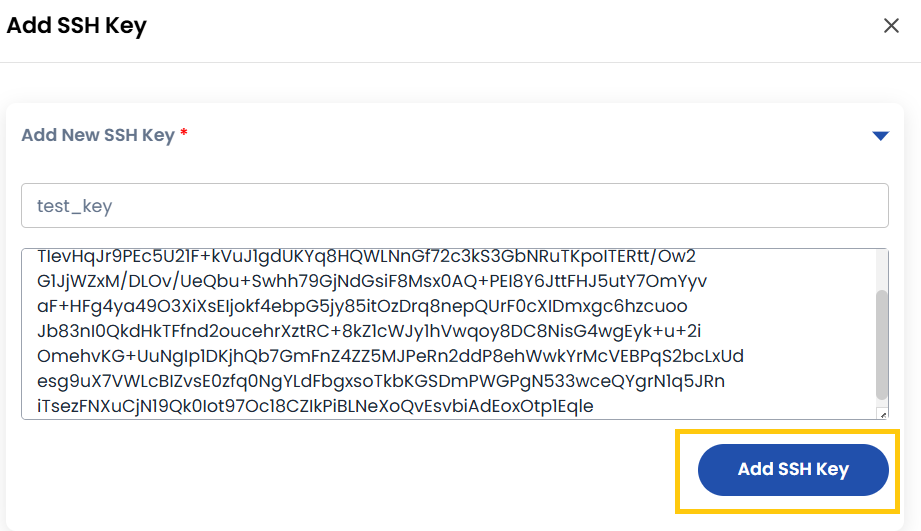 Add SSH Key
Add New SSH Key *
test_key
TlevHqJr9PEc5U21F+kVuJ1gdUKYq8HQWLNnGf72c3kS3GbNRuTKpolTERtt/Ow2
G1JjWZxM/DLOv/UeQbu+Swhh79GjNdGsiF8Msx0AQ+PEI8Y6JttFHJ5utY7OmYyv
aF+HFg4ya49O3XiXsEIjokf4ebpG5jy85itOzDrq8nepQUrF0cXIDmxgc6hzcuoo
Jb83nI0QkdHkTFfnd2oucehrXztRC+8kZ1cWJy1hVwqoy8DC8NisG4wgEyk+u+2i
OmehvKG+UuNgIp1DKjhQb7GmFnZ4ZZ5MJPeRn2ddP8ehWwkYrMcVEBPqS2bcLxUd
esg9uX7VWLcBIZvsE0zfq0NgYLdFbgxsoTkbKGSDmPWGPgN533wceQYgrN1q5JRn
iTsezFNXuCjN19Qk0Iot97Oc18CZIkPiBLNeXoQvEsvbiAdEoxOtp1Eqle
Add SSH Key